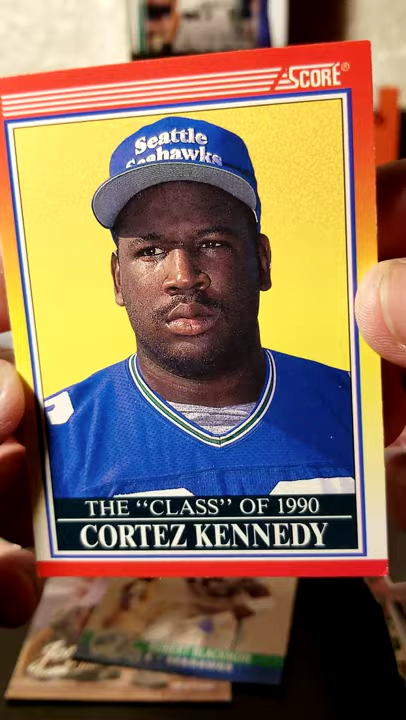 SCORE®
Seattle
Seahawks
THE "CLASS" OF 1990
CORTEZ KENNEDY